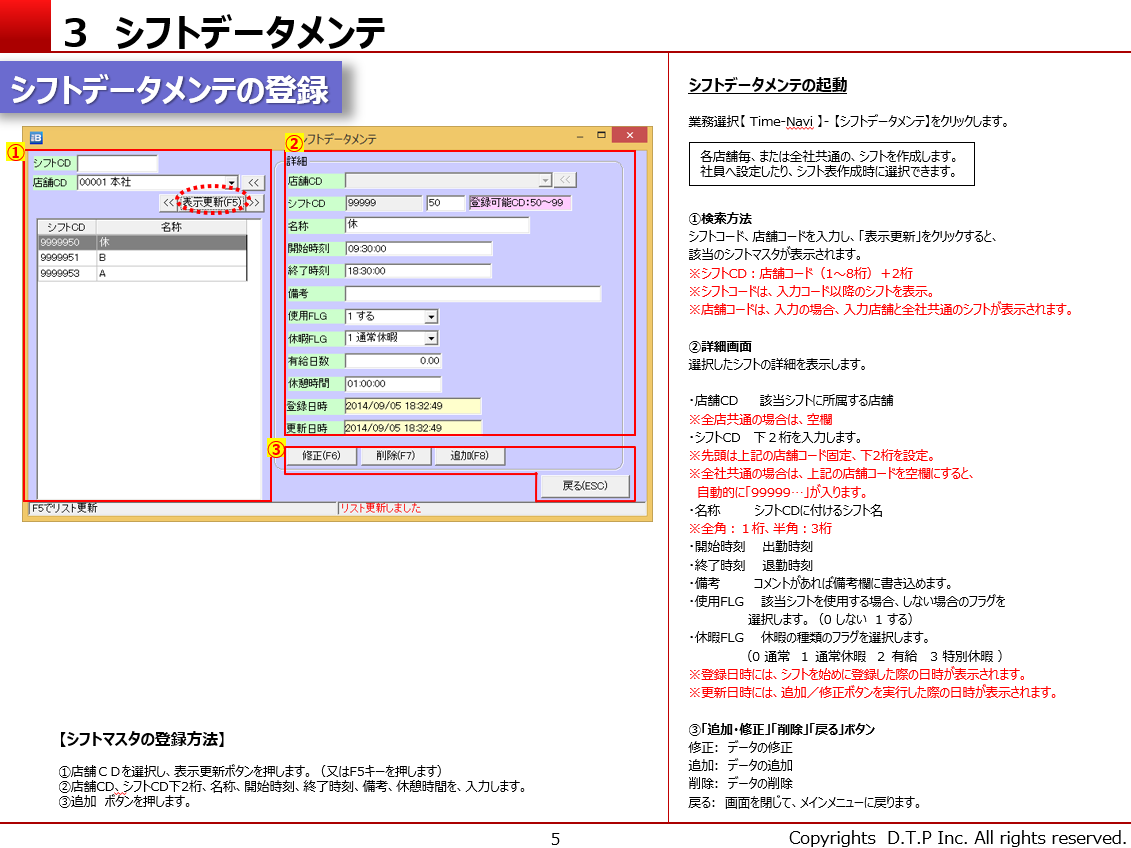 3 シフトデータメンテ
シフトデータメンテの登録
①
②
シフトデータメンテ
シフトCD
店舗CD 00001 本社 <<
<< 表示更新(F5) >>
シフトCD 名称
9999950 休
9999951 B
9999953 A
詳細
店舗CD <<
シフトCD 99999 50 登録可能CD:50～99
名称 休
開始時刻 09:30:00
終了時刻 18:30:00
備考
使用FLG 1 する
休暇FLG 1 通常休暇
有給日数 0.00
休憩時間 01:00:00
登録日時 2014/09/05 18:32:49
更新日時 2014/09/05 18:32:49
③
修正(F6) 削除(F7) 追加(F8)
戻る(ESC)
F5でリスト更新 リスト更新しました
【シフトマスタの登録方法】
①店舗CDを選択し、表示更新ボタンを押します。（又はF5キーを押します）
②店舗CD、シフトCD下2桁、名称、開始時刻、終了時刻、備考、休憩時間を、入力します。
③追加 ボタンを押します。
シフトデータメンテの起動
業務選択【 Time-Navi 】-【シフトデータメンテ】をクリックします。
各店舗毎、または全社共通の、シフトを作成します。
社員へ設定したり、シフト表作成時に選択できます。
①検索方法
シフトコード、店舗コードを入力し、「表示更新」をクリックすると、
該当のシフトマスタが表示されます。
※シフトCD：店舗コード（1～8桁）＋2桁
※シフトコードは、入力コード以降のシフトを表示。
※店舗コードは、入力の場合、入力店舗と全社共通のシフトが表示されます。
②詳細画面
選択したシフトの詳細を表示します。
・店舗CD 該当シフトに所属する店舗
※全店共通の場合は、空欄
・シフトCD 下２桁を入力します。
※先頭は上記の店舗コード固定、下2桁を設定。
※全社共通の場合は、上記の店舗コードを空欄にすると、
自動的に「99999…」が入ります。
・名称 シフトCDに付けるシフト名
※全角：１桁、半角：3桁
・開始時刻 出勤時刻
・終了時刻 退勤時刻
・備考 コメントがあれば備考欄に書き込めます。
・使用FLG 該当シフトを使用する場合、しない場合のフラグを
選択します。（0 しない 1 する）
・休暇FLG 休暇の種類のフラグを選択します。
（0 通常 1 通常休暇 2 有給 3 特別休暇 ）
※登録日時には、シフトを始めに登録した際の日時が表示されます。
※更新日時には、追加／修正ボタンを実行した際の日時が表示されます。
③「追加・修正」「削除」「戻る」ボタン
修正： データの修正
追加： データの追加
削除： データの削除
戻る： 画面を閉じて、メインメニューに戻ります。
5
Copyrights D.T.P Inc. All rights reserved.